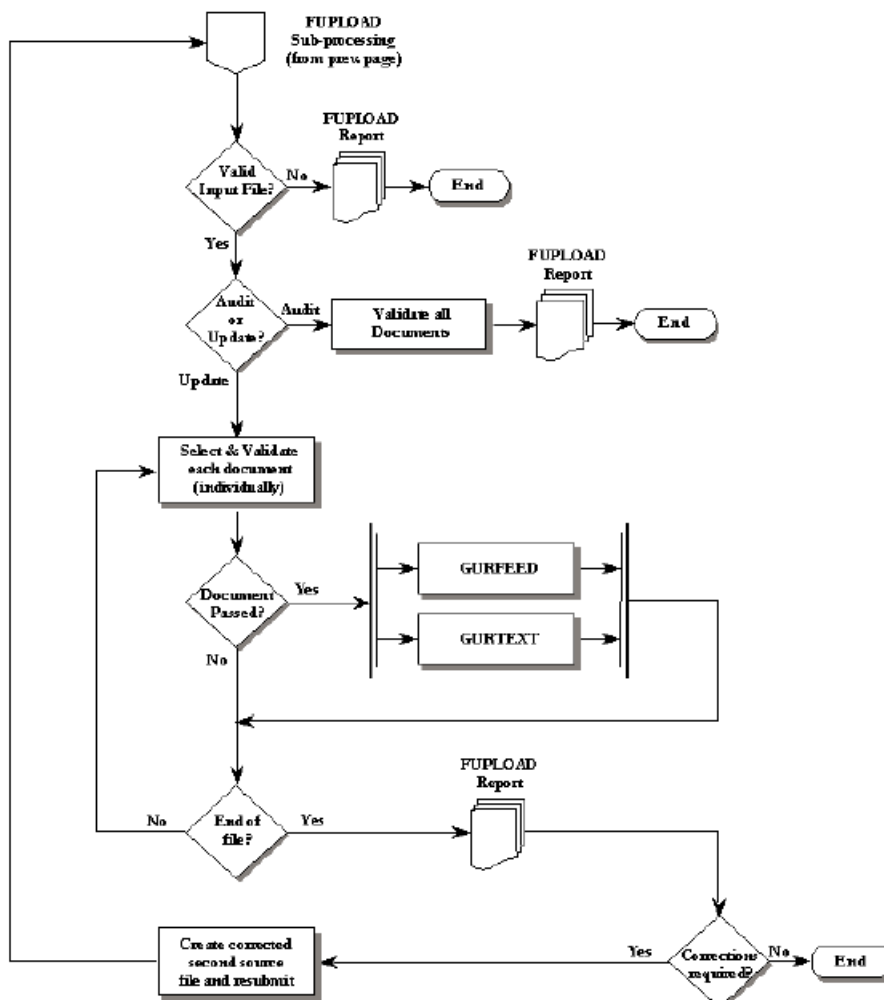 FUPLOAD
Sub-processing
(from prev page)
FUPLOAD
Report
Valid
Input File?
No
End
Yes
FUPLOAD
Report
Audit
or
Update?
Audit
Validate all
Documents
End
Update
Select & Validate
each document
(individually)
Document
Passed?
Yes
GURFEED
GURTEXT
No
FUPLOAD
Report
No
End of
file?
Yes
Create corrected
second source
file and resubmit
Yes
Corrections
required?
No
End